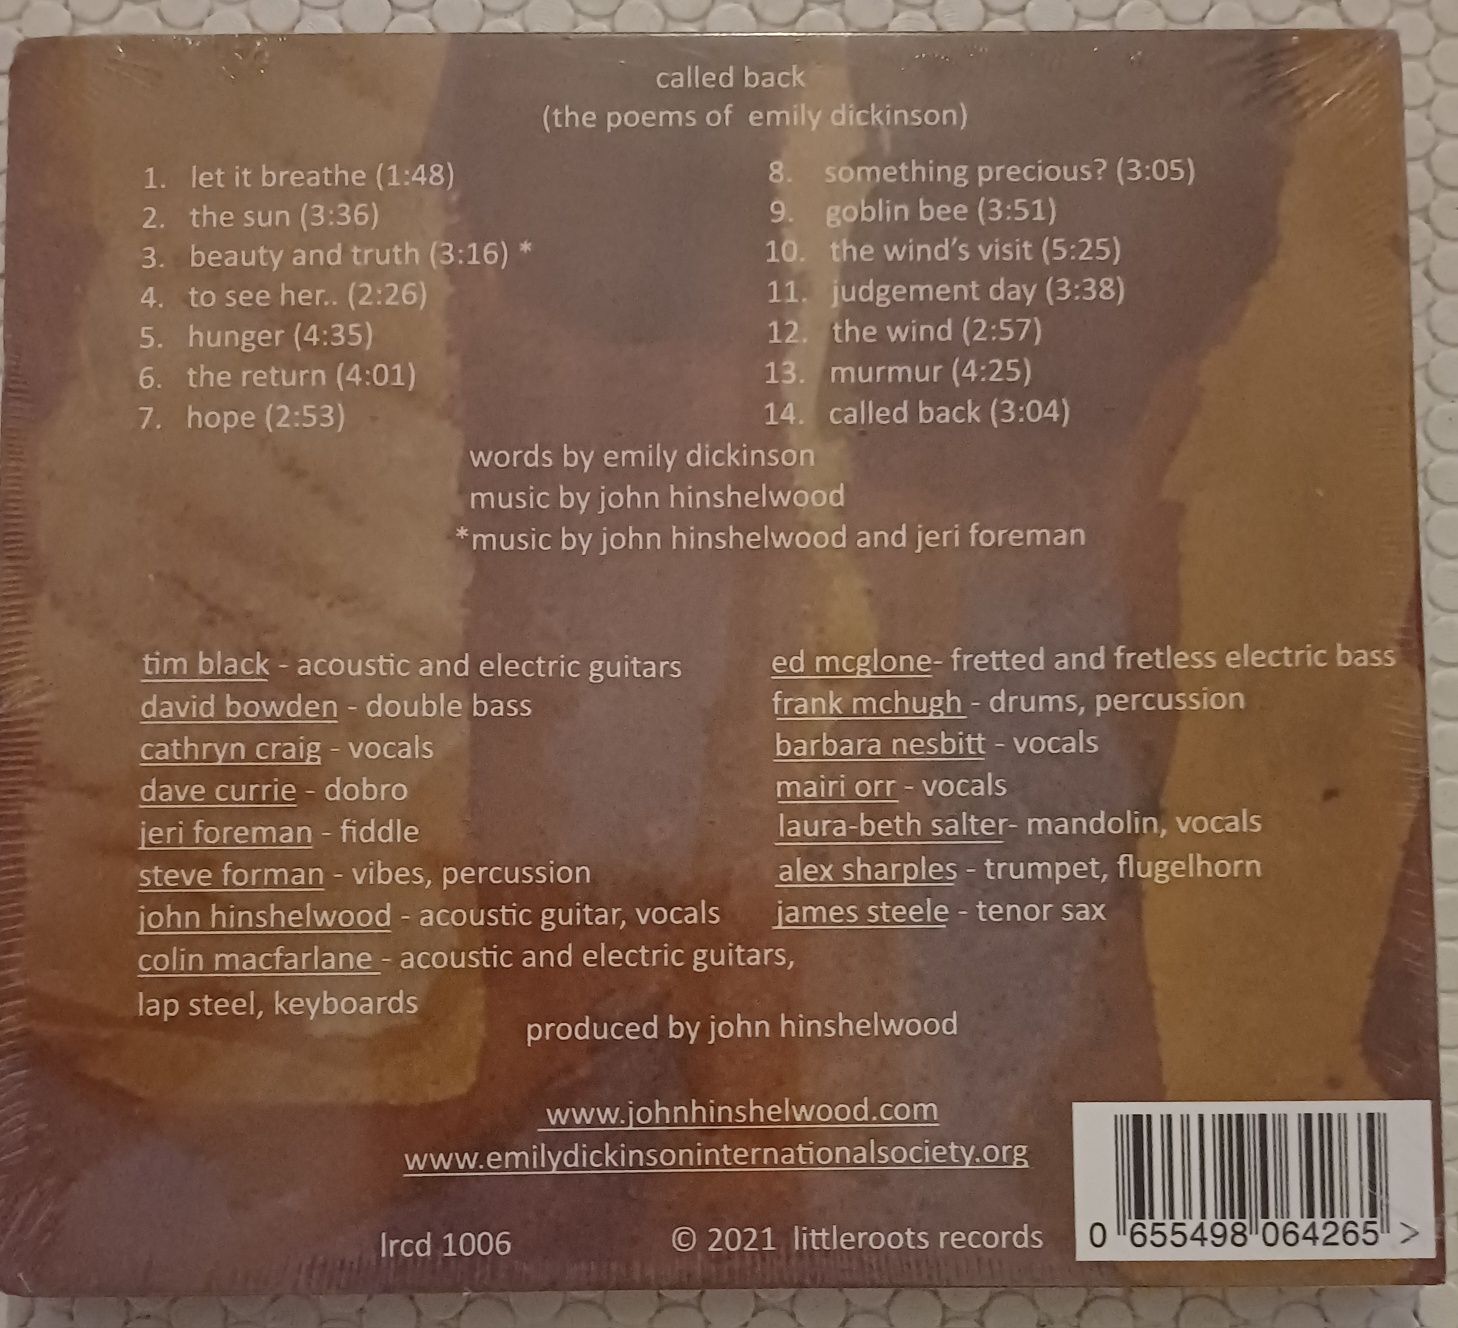 called back
(the poems of emily dickinson)
1. let it breathe (1:48)
2. the sun (3:36)
3. beauty and truth (3:16) *
4. to see her.. (2:26)
5. hunger (4:35)
6. the return (4:01)
7. hope (2:53)
8. something precious? (3:05)
9. goblin bee (3:51)
10. the wind's visit (5:25)
11. judgement day (3:38)
12. the wind (2:57)
13. murmur (4:25)
14. called back (3:04)
words by emily dickinson
music by john hinshelwood
*music by john hinshelwood and jeri foreman
tim black - acoustic and electric guitars
david bowden - double bass
cathryn craig - vocals
dave currie - dobro
jeri foreman - fiddle
steve forman - vibes, percussion
john hinshelwood - acoustic guitar, vocals
colin macfarlane - acoustic and electric guitars,
lap steel, keyboards
ed mcglone- fretted and fretless electric bass
frank mchugh - drums, percussion
barbara nesbitt - vocals
mairi orr - vocals
laura-beth salter- mandolin, vocals
alex sharples - trumpet, flugelhorn
james steele - tenor sax
produced by john hinshelwood
www.johnhinshelwood.com
www.emilydickinsoninternationalsociety.org
lrcd 1006
© 2021 littleroots records
0 655498 064265 >